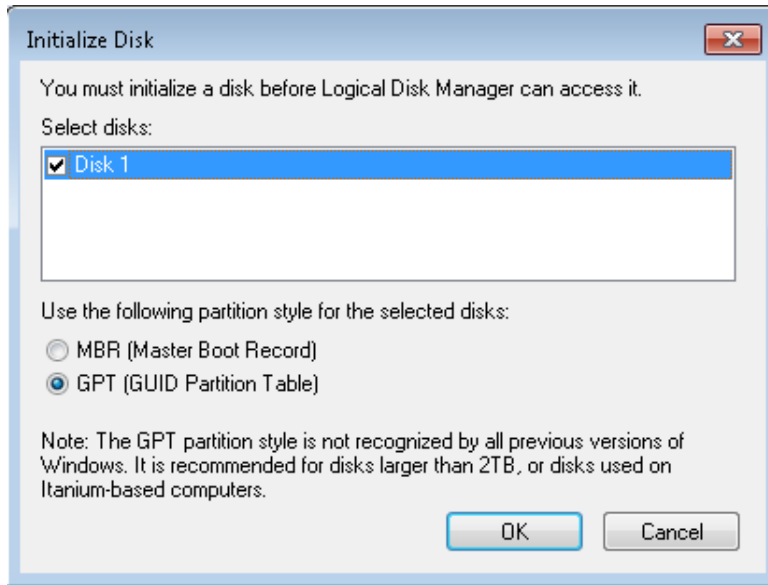 Initialize Disk
You must initialize a disk before Logical Disk Manager can access it.
Select disks:
Disk 1
Use the following partition style for the selected disks:
MBR (Master Boot Record)
GPT (GUID Partition Table)
Note: The GPT partition style is not recognized by all previous versions of
Windows. It is recommended for disks larger than 2TB, or disks used on
Itanium-based computers.
OK Cancel